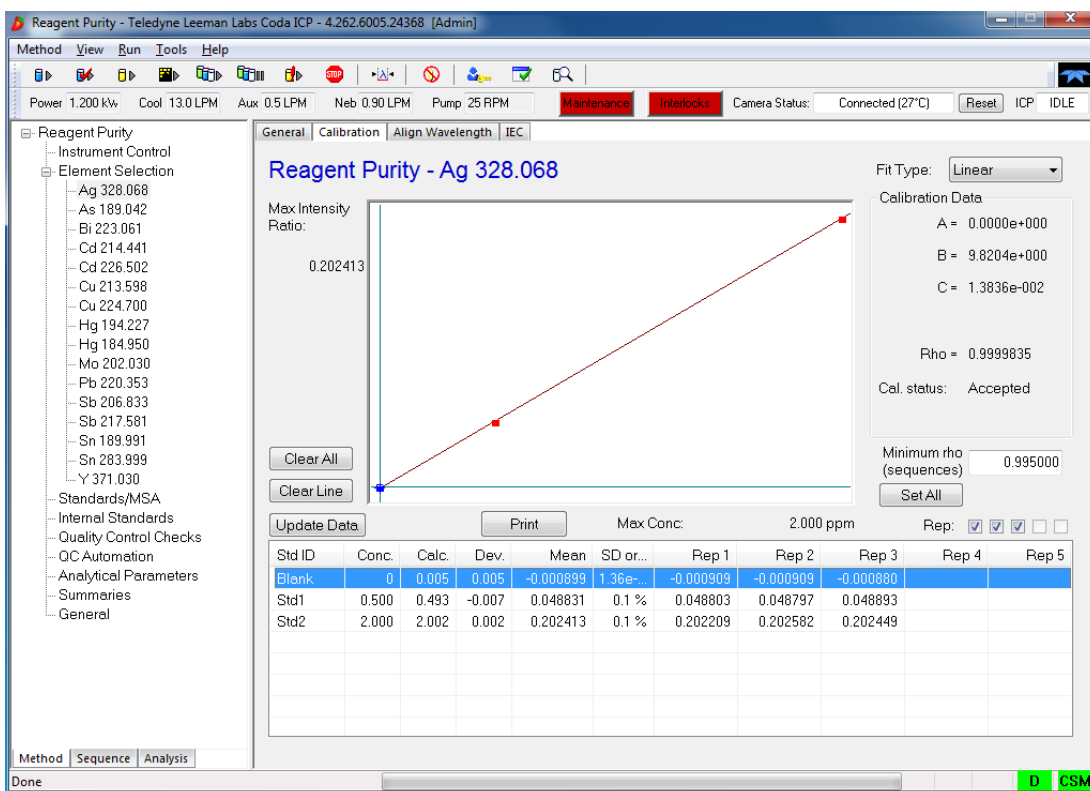 Reagent Purity - Teledyne Leeman Labs Coda ICP - 4.262.6005.24368 [Admin]
Method View Run Tools Help
STOP
Power 1.200 kW Cool 13.0 LPM Aux 0.5 LPM Neb 0.90 LPM Pump 25 RPM Maintenance Interlocks Camera Status: Connected (27°C) Reset ICP IDLE
Reagent Purity
Instrument Control
Element Selection
Ag 328.068
As 189.042
Bi 223.061
Cd 214.441
Cd 226.502
Cu 213.598
Cu 224.700
Hg 194.227
Hg 184.950
Mo 202.030
Pb 220.353
Sb 206.833
Sb 217.581
Sn 189.991
Sn 283.999
Y 371.030
Standards/MSA
Internal Standards
Quality Control Checks
QC Automation
Analytical Parameters
Summaries
General
Method Sequence Analysis
General Calibration Align Wavelength IEC
Reagent Purity - Ag 328.068
Fit Type: Linear
Max Intensity
Ratio:
0.202413
Calibration Data
A = 0.0000e+000
B = 9.8204e+000
C = 1.3836e-002
Rho = 0.9999835
Cal. status: Accepted
Clear All
Clear Line
Minimum rho
(sequences) 0.995000
Set All
Update Data Print Max Conc: 2.000 ppm Rep:
Std ID Conc. Calc. Dev. Mean SD or... Rep 1 Rep 2 Rep 3 Rep 4 Rep 5
Blank 0 0.005 0.005 -0.000899 1.36e-... -0.000909 -0.000909 -0.000880
Std1 0.500 0.493 -0.007 0.048831 0.1 % 0.048803 0.048797 0.048893
Std2 2.000 2.002 0.002 0.202413 0.1 % 0.202209 0.202582 0.202449
Done D CSM